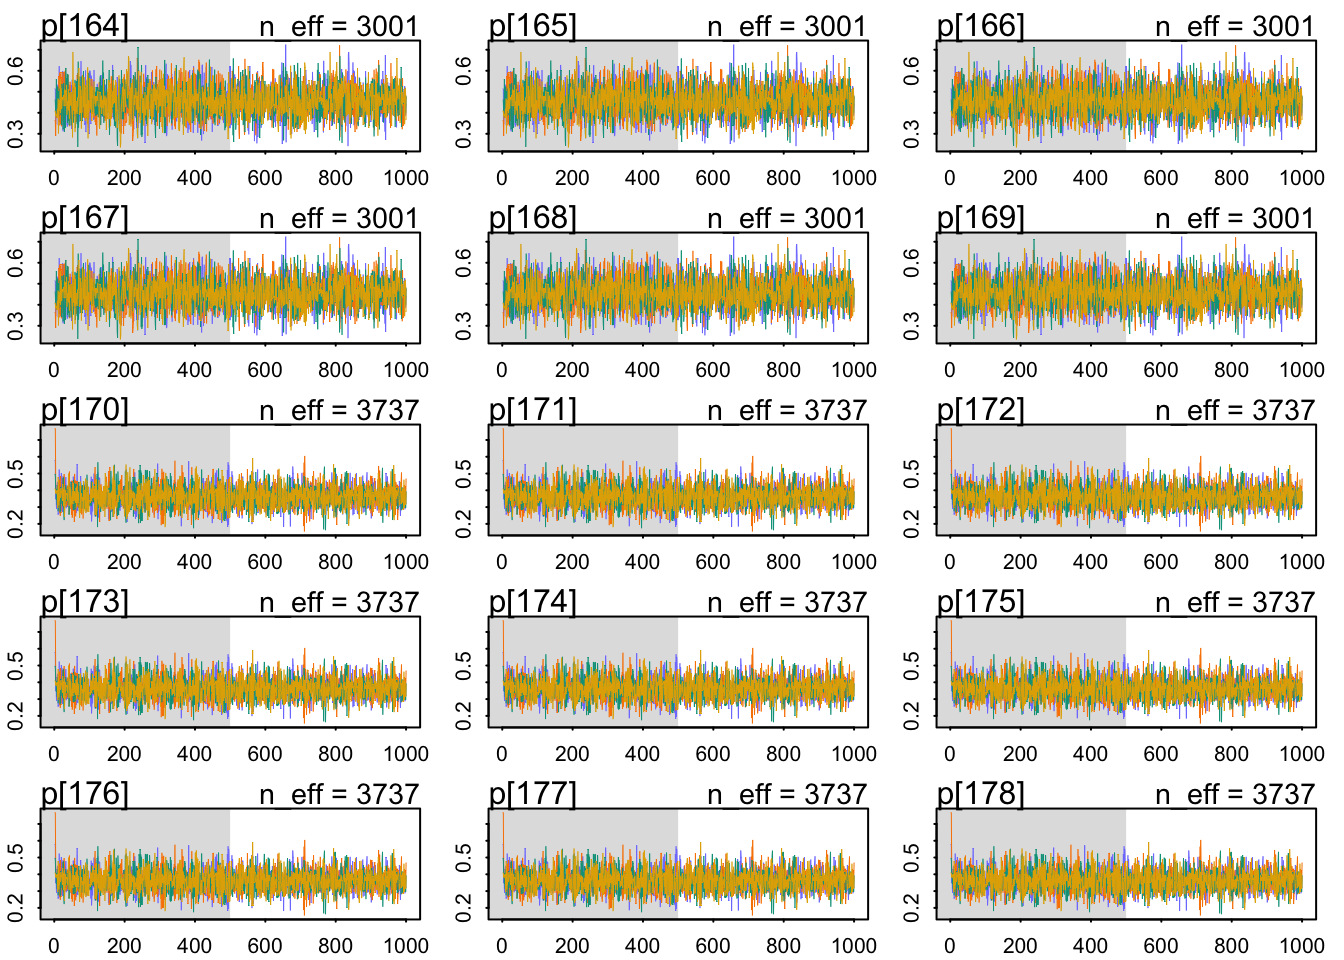 p[164] n_eff = 3001 p[165] n_eff = 3001 p[166] n_eff = 3001
0.3 0.6 0.3 0.6 0.3 0.6
0 200 400 600 800 1000 0 200 400 600 800 1000 0 200 400 600 800 1000
p[167] n_eff = 3001 p[168] n_eff = 3001 p[169] n_eff = 3001
0.3 0.6 0.3 0.6 0.3 0.6
0 200 400 600 800 1000 0 200 400 600 800 1000 0 200 400 600 800 1000
p[170] n_eff = 3737 p[171] n_eff = 3737 p[172] n_eff = 3737
0.2 0.5 0.2 0.5 0.2 0.5
0 200 400 600 800 1000 0 200 400 600 800 1000 0 200 400 600 800 1000
p[173] n_eff = 3737 p[174] n_eff = 3737 p[175] n_eff = 3737
0.2 0.5 0.2 0.5 0.2 0.5
0 200 400 600 800 1000 0 200 400 600 800 1000 0 200 400 600 800 1000
p[176] n_eff = 3737 p[177] n_eff = 3737 p[178] n_eff = 3737
0.2 0.5 0.2 0.5 0.2 0.5
0 200 400 600 800 1000 0 200 400 600 800 1000 0 200 400 600 800 1000